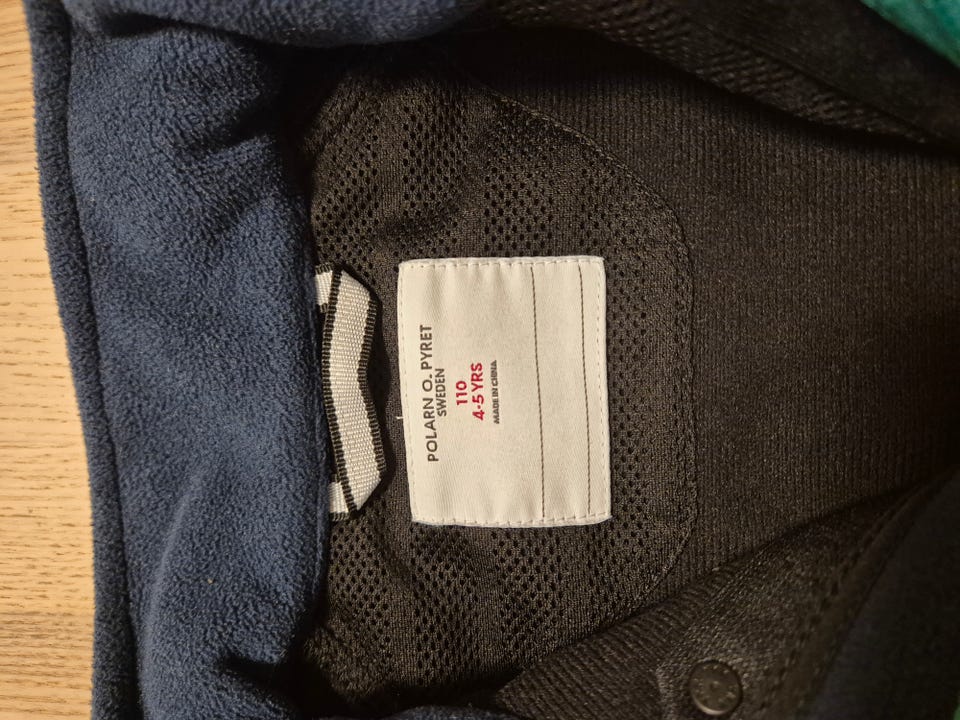 POLARN O. PYRET
SWEDEN
110
4-5 YRS
MADE IN CHINA